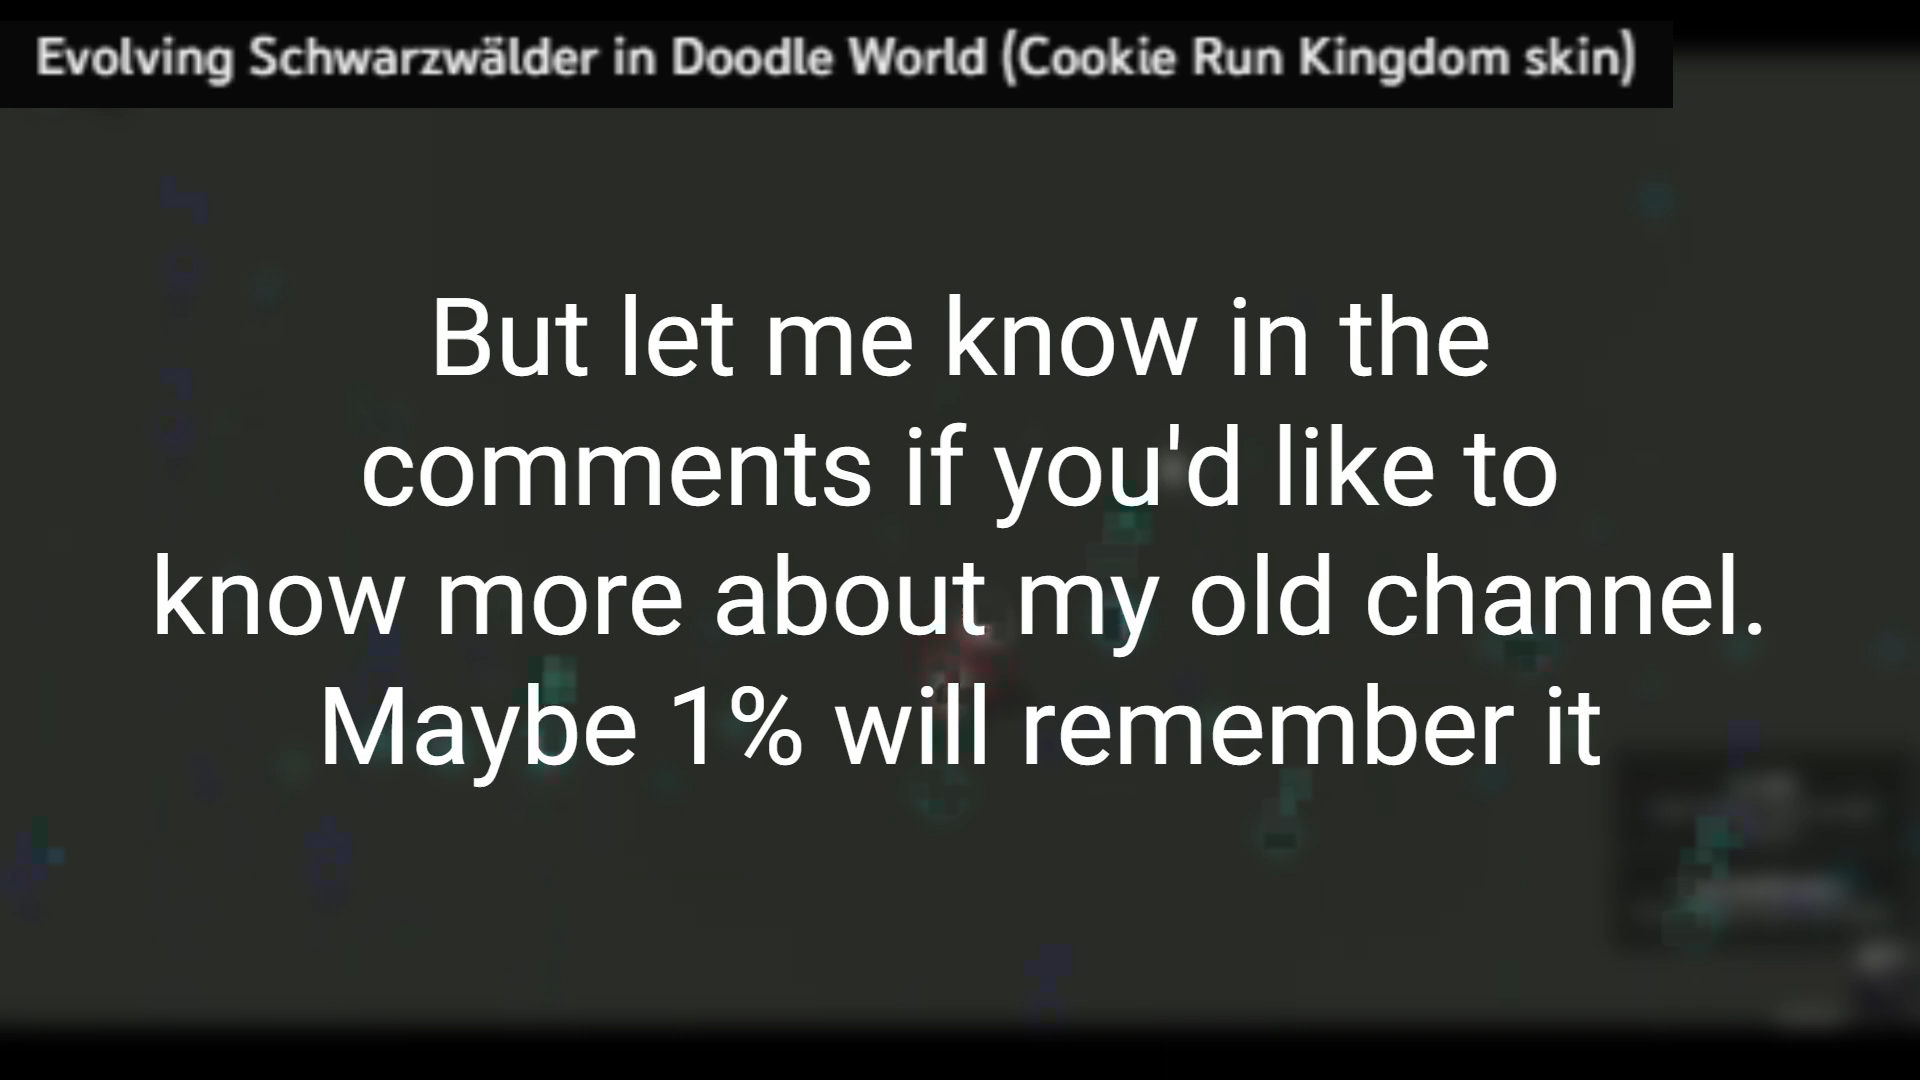 Evolving Schwarzwälder in Doodle World (Cookie Run Kingdom skin)
But let me know in the
comments if you'd like to
know more about my old channel.
Maybe 1% will remember it